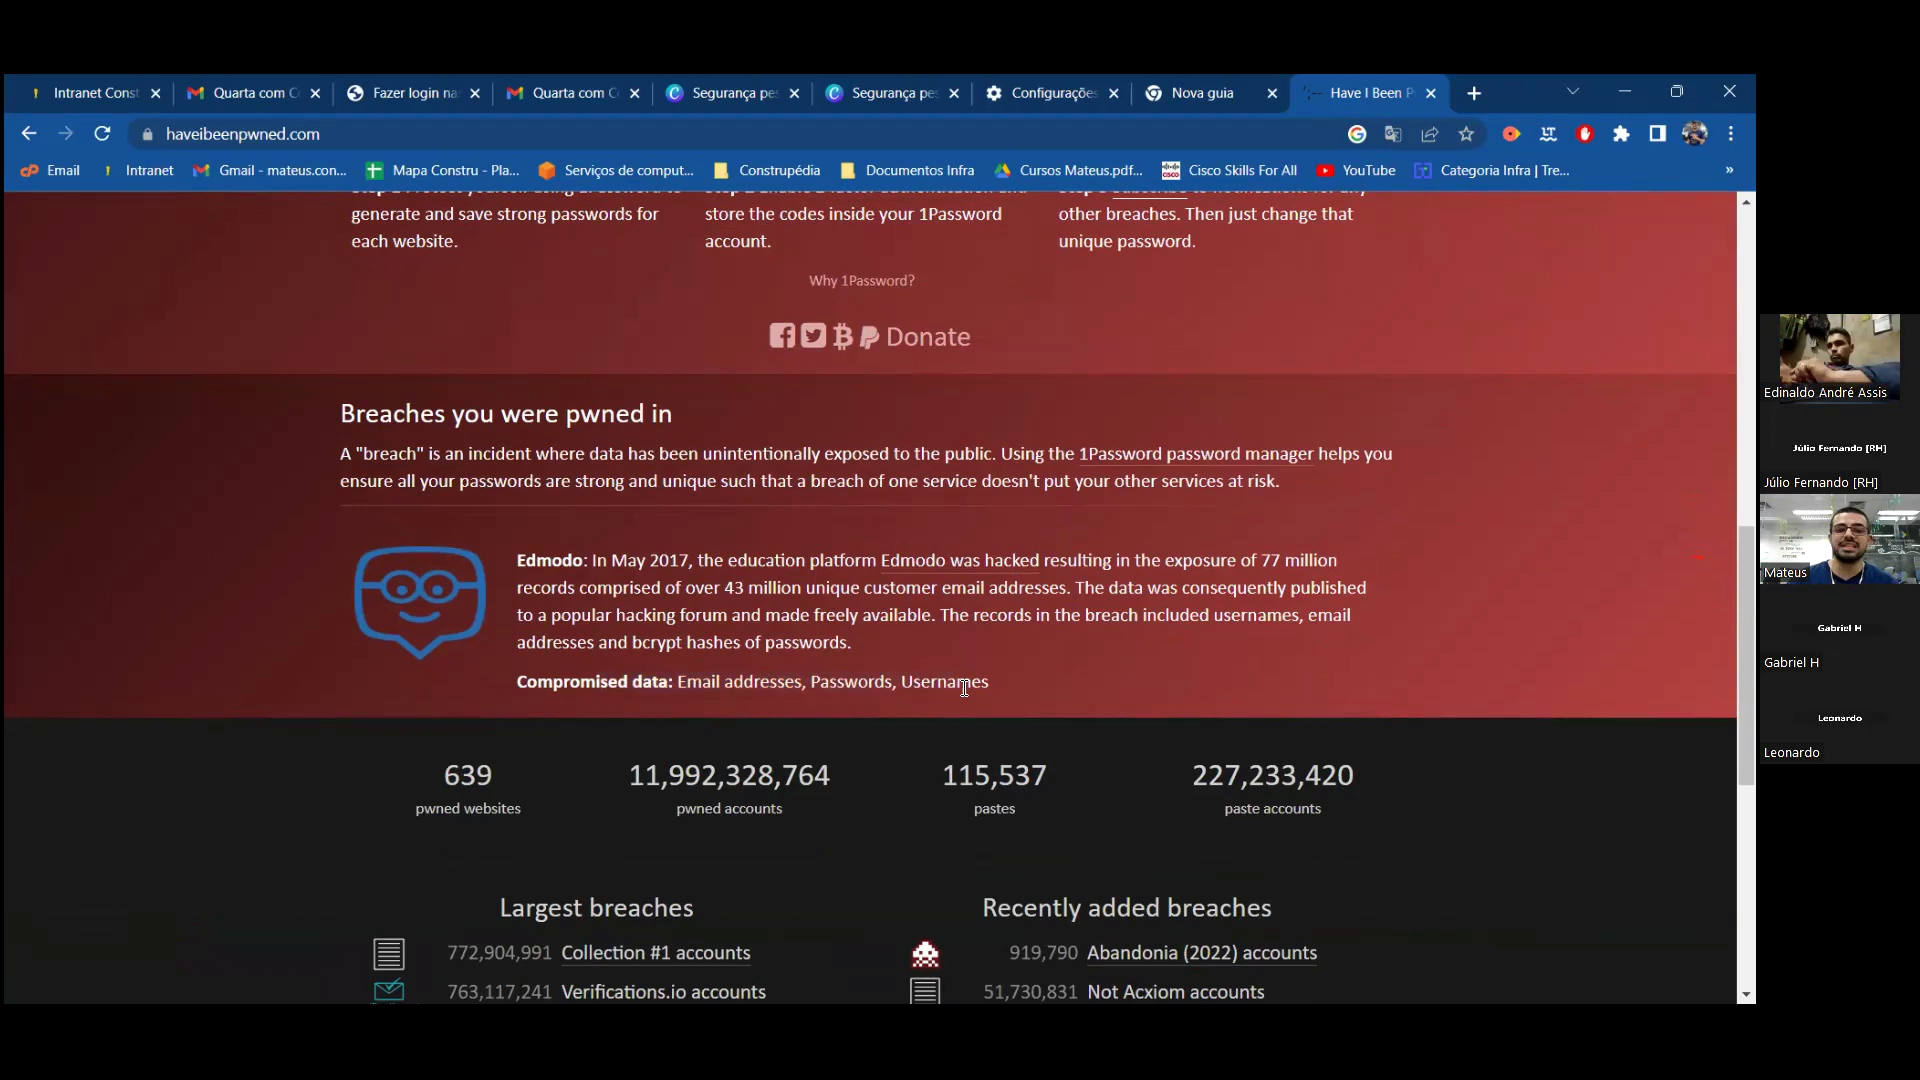 Intranet Const
Quarta com C
Fazer login na
Quarta com C
Segurança pes
Segurança pes
Configurações
Nova guia
Have I Been P
haveibeenpwned.com
Email
Intranet
Gmail - mateus.con...
Mapa Constru - Pla...
Serviços de comput...
Construpédia
Documentos Infra
Cursos Mateus.pdf...
Cisco Skills For All
YouTube
Categoria Infra | Tre...
»
generate and save strong passwords for
each website.
store the codes inside your 1Password
account.
other breaches. Then just change that
unique password.
Why 1Password?
Donate
Breaches you were pwned in
A "breach" is an incident where data has been unintentionally exposed to the public. Using the 1Password password manager helps you
ensure all your passwords are strong and unique such that a breach of one service doesn't put your other services at risk.
Edmodo: In May 2017, the education platform Edmodo was hacked resulting in the exposure of 77 million
records comprised of over 43 million unique customer email addresses. The data was consequently published
to a popular hacking forum and made freely available. The records in the breach included usernames, email
addresses and bcrypt hashes of passwords.
Compromised data: Email addresses, Passwords, Usernames
639
pwned websites
11,992,328,764
pwned accounts
115,537
pastes
227,233,420
paste accounts
Largest breaches
772,904,991 Collection #1 accounts
763,117,241 Verifications.io accounts
Recently added breaches
919,790 Abandonia (2022) accounts
51,730,831 Not Acxiom accounts
Edinaldo André Assis
Júlio Fernando [RH]
Júlio Fernando [RH]
Mateus
Gabriel H
Gabriel H
Leonardo
Leonardo